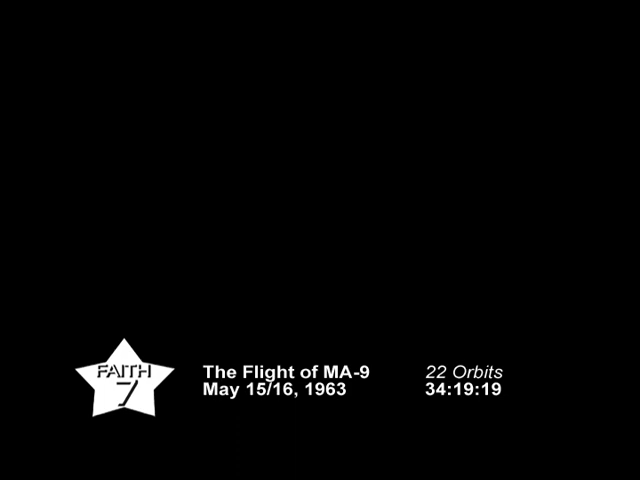 FAITH
7
The Flight of MA-9
22 Orbits
May 15/16, 1963
34:19:19